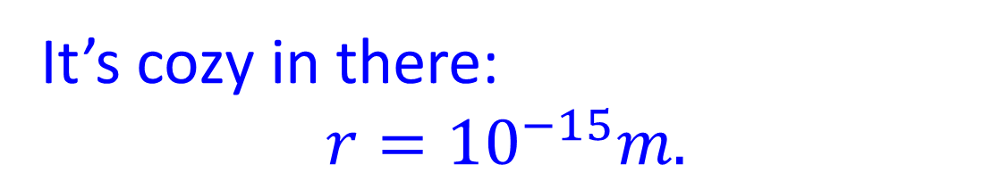 It’s cozy in there:
r = 10⁻¹⁵m.